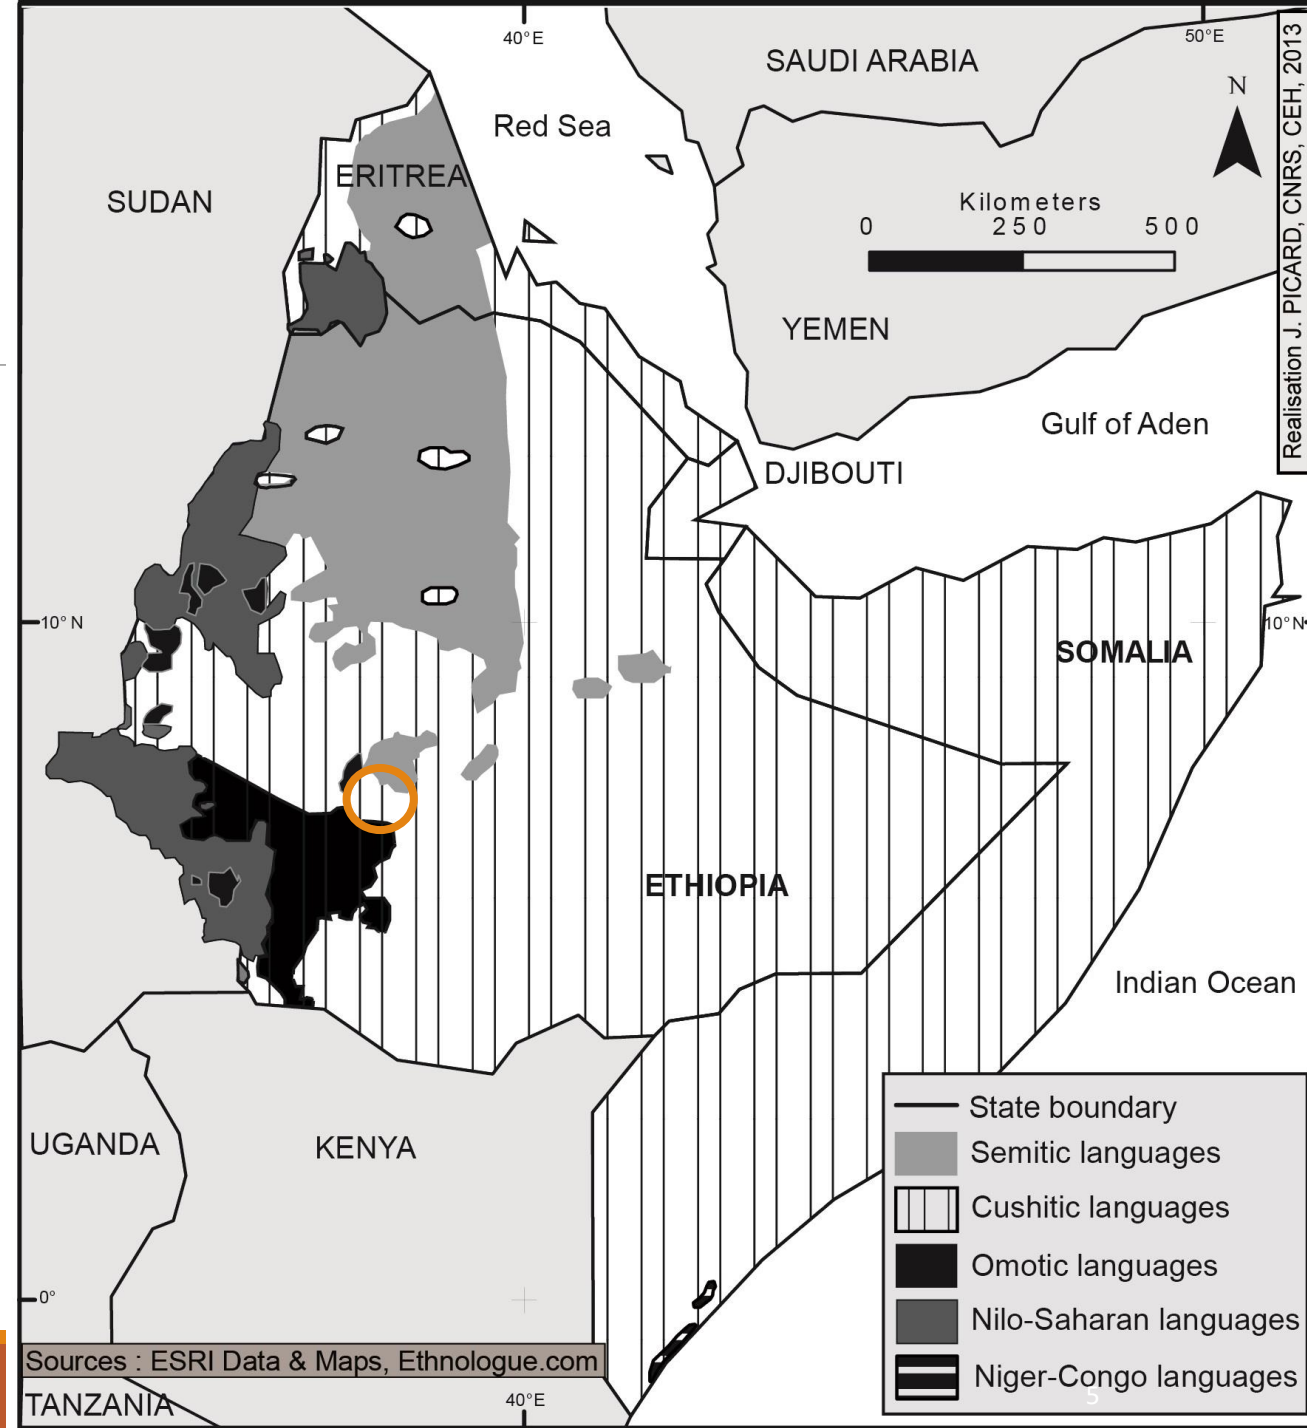 40°E
50°E
SAUDI ARABIA
Realisation J. PICARD, CNRS, CEH, 2013
N
Red Sea
ERITREA
SUDAN
Kilometers
0 250 500
YEMEN
Gulf of Aden
DJIBOUTI
10° N
10°N
SOMALIA
ETHIOPIA
Indian Ocean
State boundary
UGANDA
KENYA
Semitic languages
Cushitic languages
Omotic languages
0°
Nilo-Saharan languages
Sources : ESRI Data & Maps, Ethnologue.com
Niger-Congo languages
5
TANZANIA
40°E